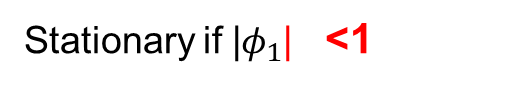 Stationary if |ϕ₁| <1